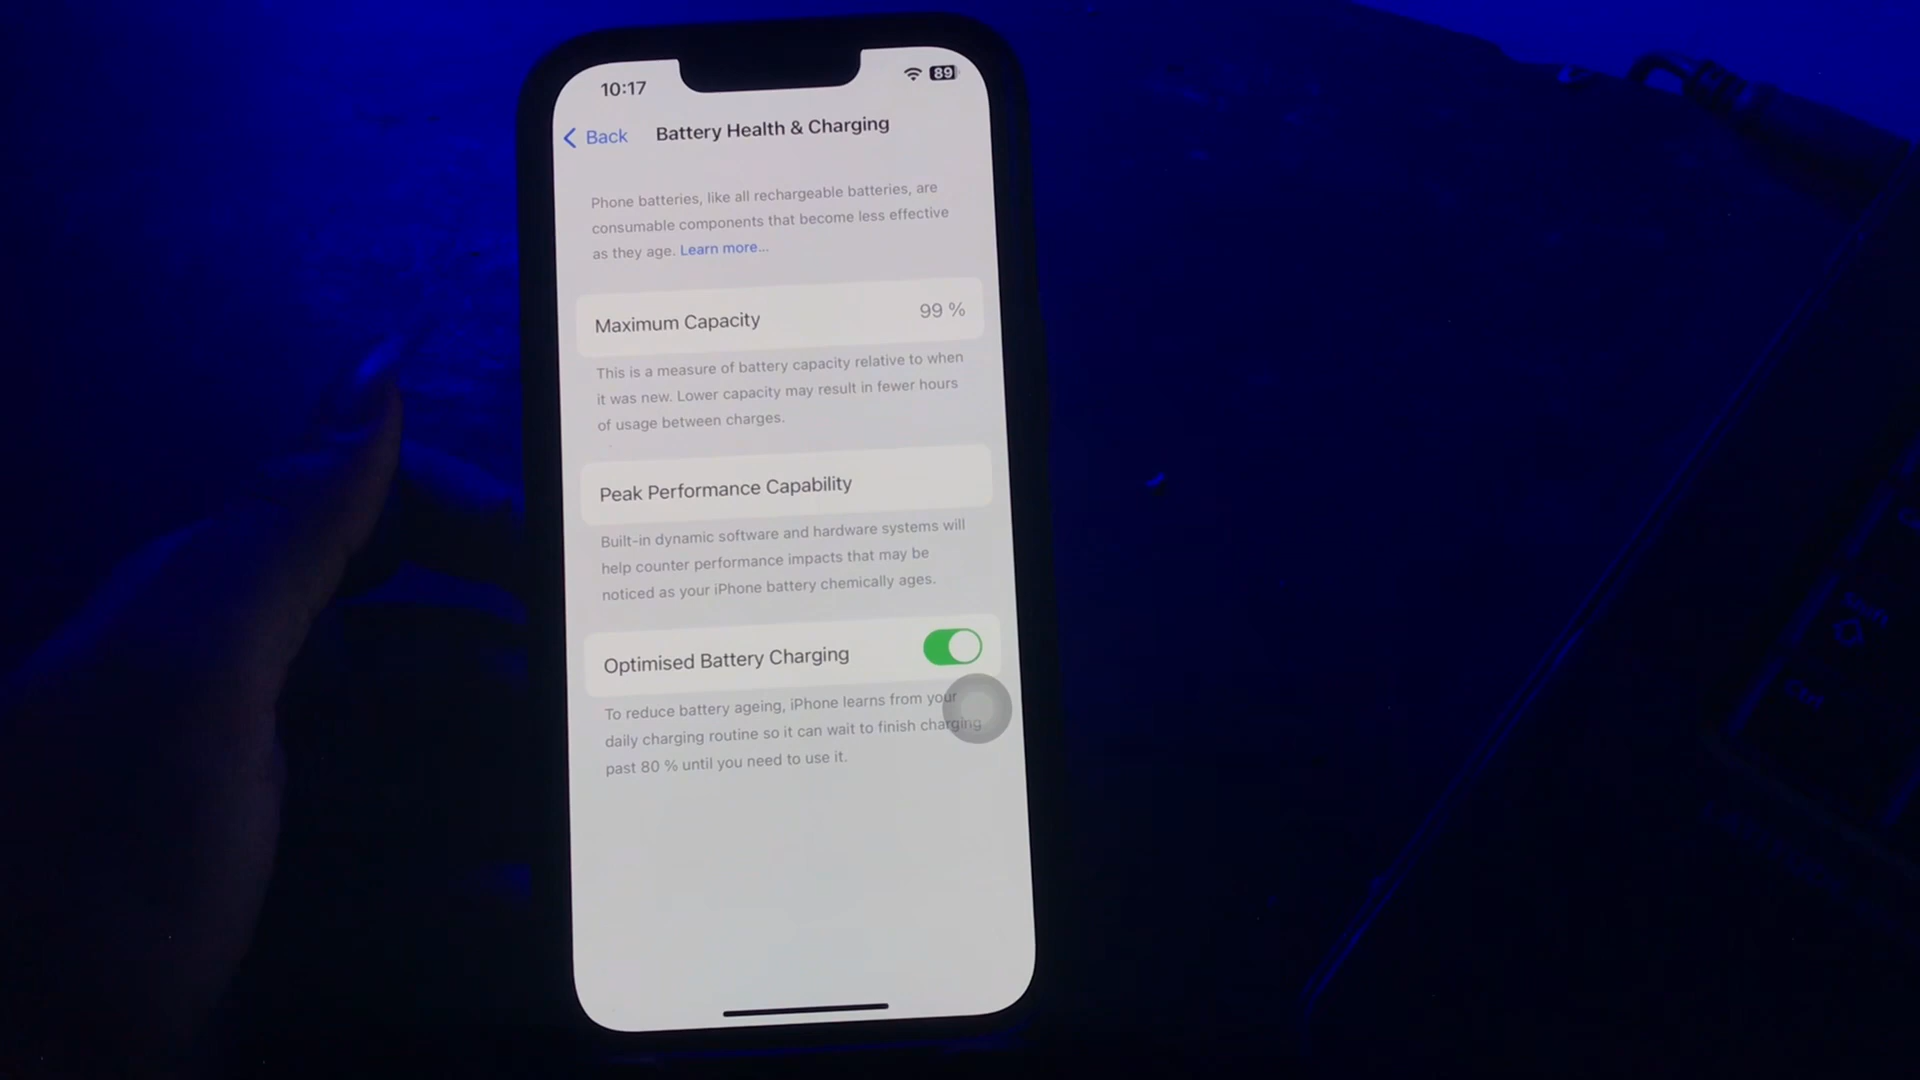 10:17
89
Back
Battery Health & Charging
Phone batteries, like all rechargeable batteries, are
consumable components that become less effective
as they age. Learn more...
Maximum Capacity
99 %
This is a measure of battery capacity relative to when
it was new. Lower capacity may result in fewer hours
of usage between charges.
Peak Performance Capability
Built-in dynamic software and hardware systems will
help counter performance impacts that may be
noticed as your iPhone battery chemically ages.
Optimised Battery Charging
To reduce battery ageing, iPhone learns from your
daily charging routine so it can wait to finish charging
past 80 % until you need to use it.
Shift
Ctrl